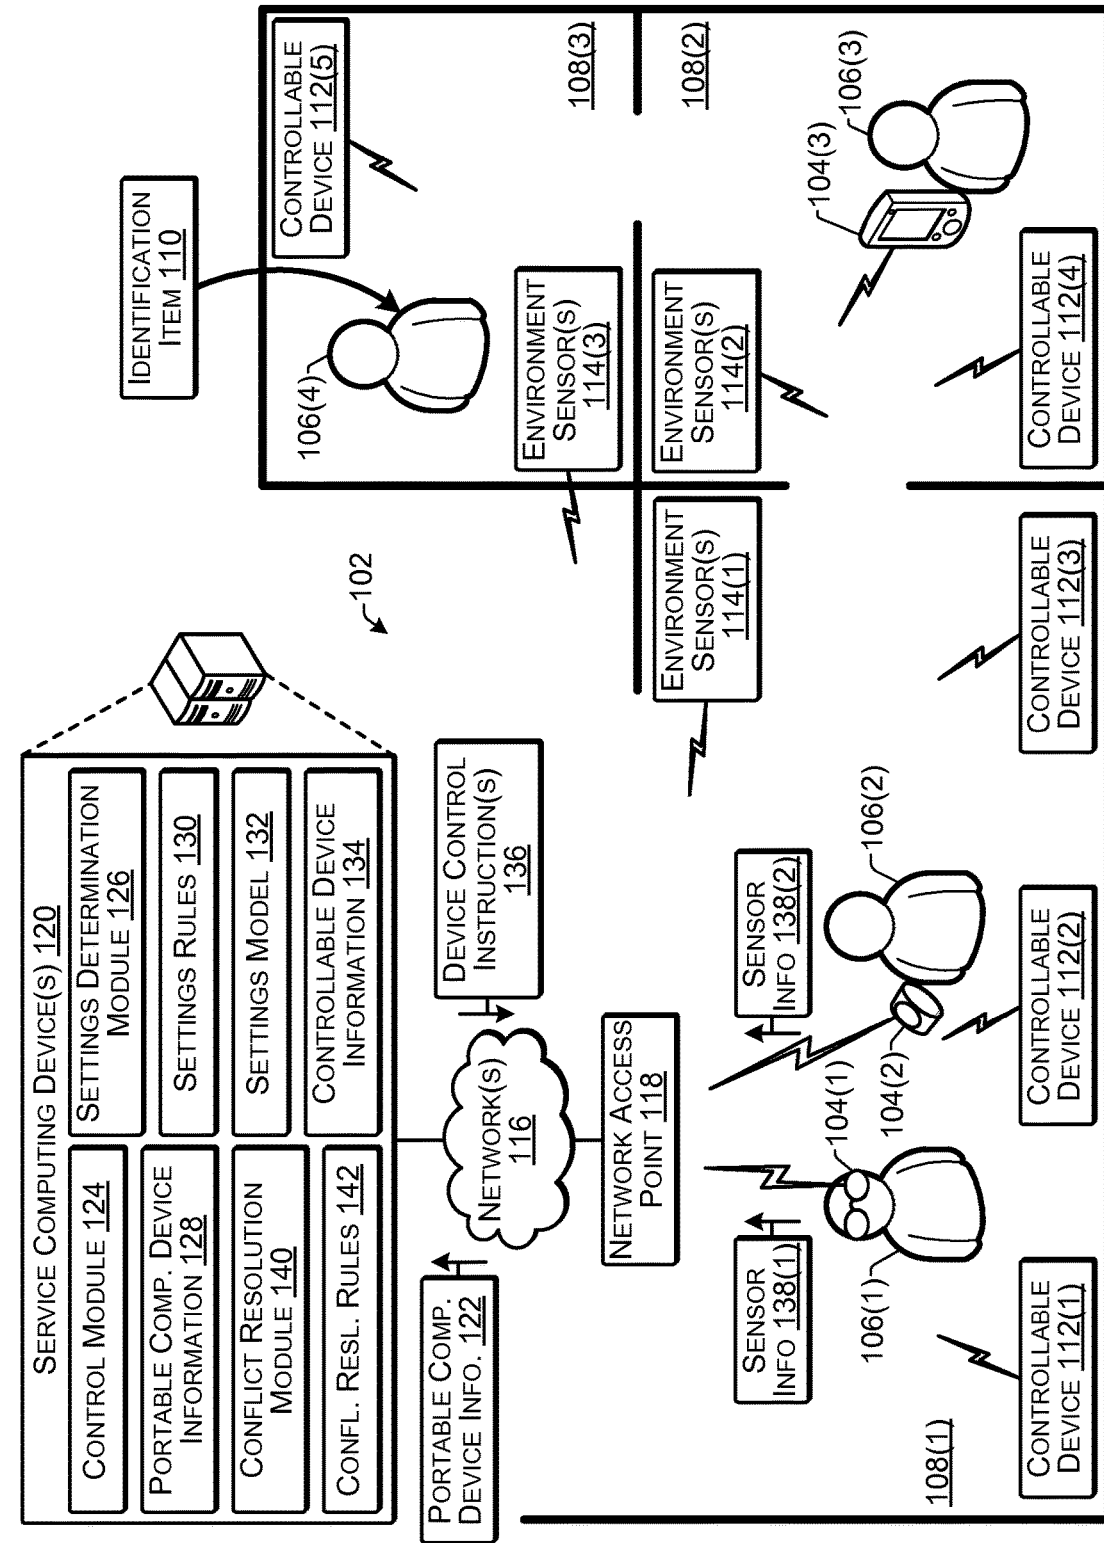 SERVICE COMPUTING DEVICE(S) 120
CONTROL MODULE 124
SETTINGS DETERMINATION
MODULE 126
PORTABLE COMP. DEVICE
INFORMATION 128
SETTINGS RULES 130
CONFLICT RESOLUTION
MODULE 140
SETTINGS MODEL 132
CONFL. RESL. RULES 142
CONTROLLABLE DEVICE
INFORMATION 134
102
IDENTIFICATION
ITEM 110
PORTABLE COMP.
DEVICE INFO. 122
NETWORK(S)
116
DEVICE CONTROL
INSTRUCTION(S)
136
NETWORK ACCESS
POINT 118
106(4)
CONTROLLABLE
DEVICE 112(5)
ENVIRONMENT
SENSOR(S)
114(3)
108(3)
SENSOR
INFO 138(1)
SENSOR
INFO 138(2)
ENVIRONMENT
SENSOR(S)
114(1)
ENVIRONMENT
SENSOR(S)
114(2)
108(2)
106(1)
104(1)
104(2)
106(2)
104(3)
106(3)
108(1)
CONTROLLABLE
DEVICE 112(1)
CONTROLLABLE
DEVICE 112(2)
CONTROLLABLE
DEVICE 112(3)
CONTROLLABLE
DEVICE 112(4)